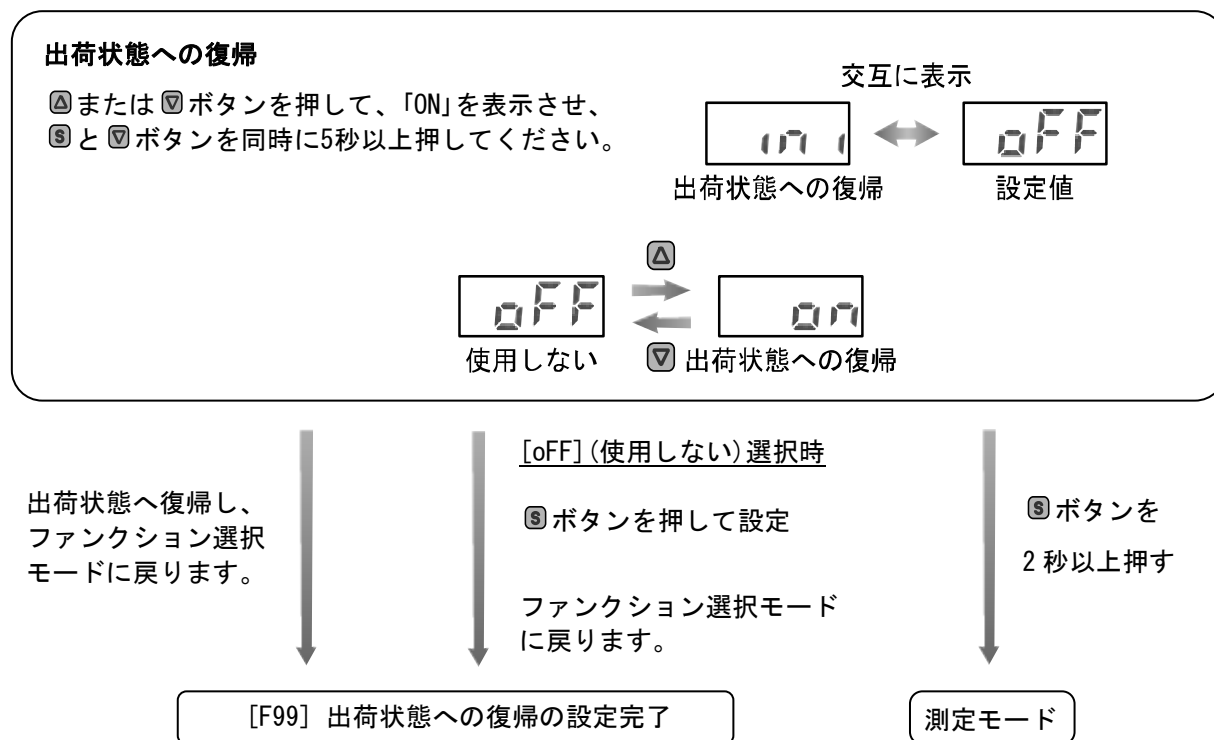 出荷状態への復帰
△または▽ボタンを押して、「ON」を表示させ、
Sと▽ボタンを同時に5秒以上押してください。
交互に表示
ini
oFF
出荷状態への復帰
設定値
△
oFF
on
使用しない
▽
出荷状態への復帰
出荷状態へ復帰し、
ファンクション選択
モードに戻ります。
[oFF](使用しない)選択時
Sボタンを押して設定
ファンクション選択モード
に戻ります。
Sボタンを
2秒以上押す
[F99] 出荷状態への復帰の設定完了
測定モード